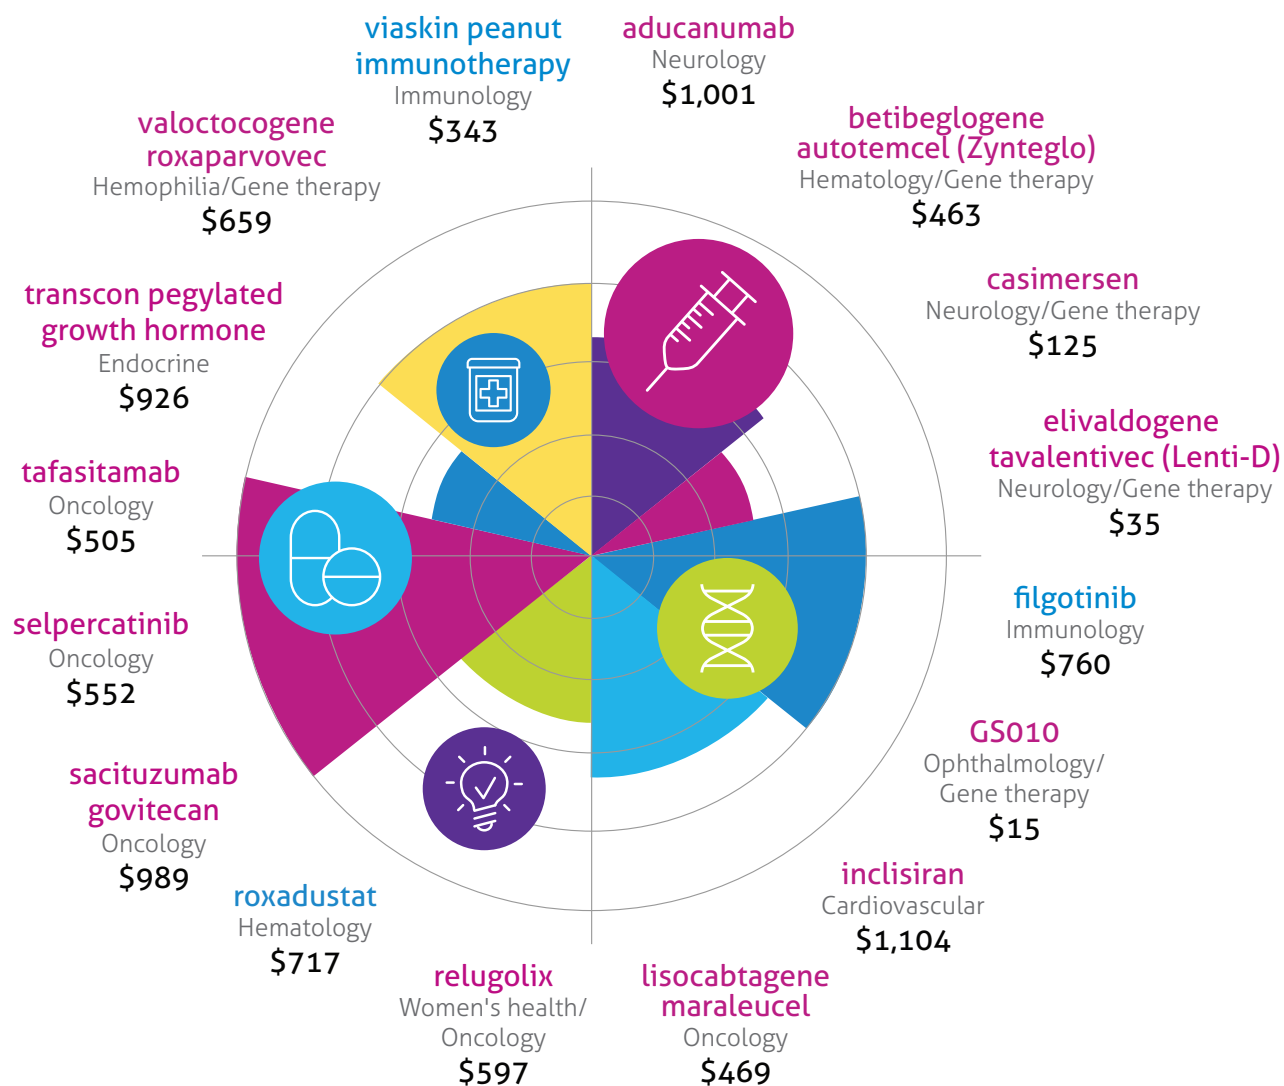 viaskin peanut
immunotherapy
Immunology
$343
aducanumab
Neurology
$1,001
betibeglogene
autotemcel (Zynteglo)
Hematology/Gene therapy
$463
casimersen
Neurology/Gene therapy
$125
elivaldogene
tavalentivec (Lenti-D)
Neurology/Gene therapy
$35
filgotinib
Immunology
$760
GS010
Ophthalmology/
Gene therapy
$15
inclisiran
Cardiovascular
$1,104
lisocabtagene
maraleucel
Oncology
$469
relugolix
Women's health/
Oncology
$597
roxadustat
Hematology
$717
sacituzumab
govitecan
Oncology
$989
selpercatinib
Oncology
$552
tafasitamab
Oncology
$505
transcon pegylated
growth hormone
Endocrine
$926
valoctocogene
roxaparvovec
Hemophilia/Gene therapy
$659